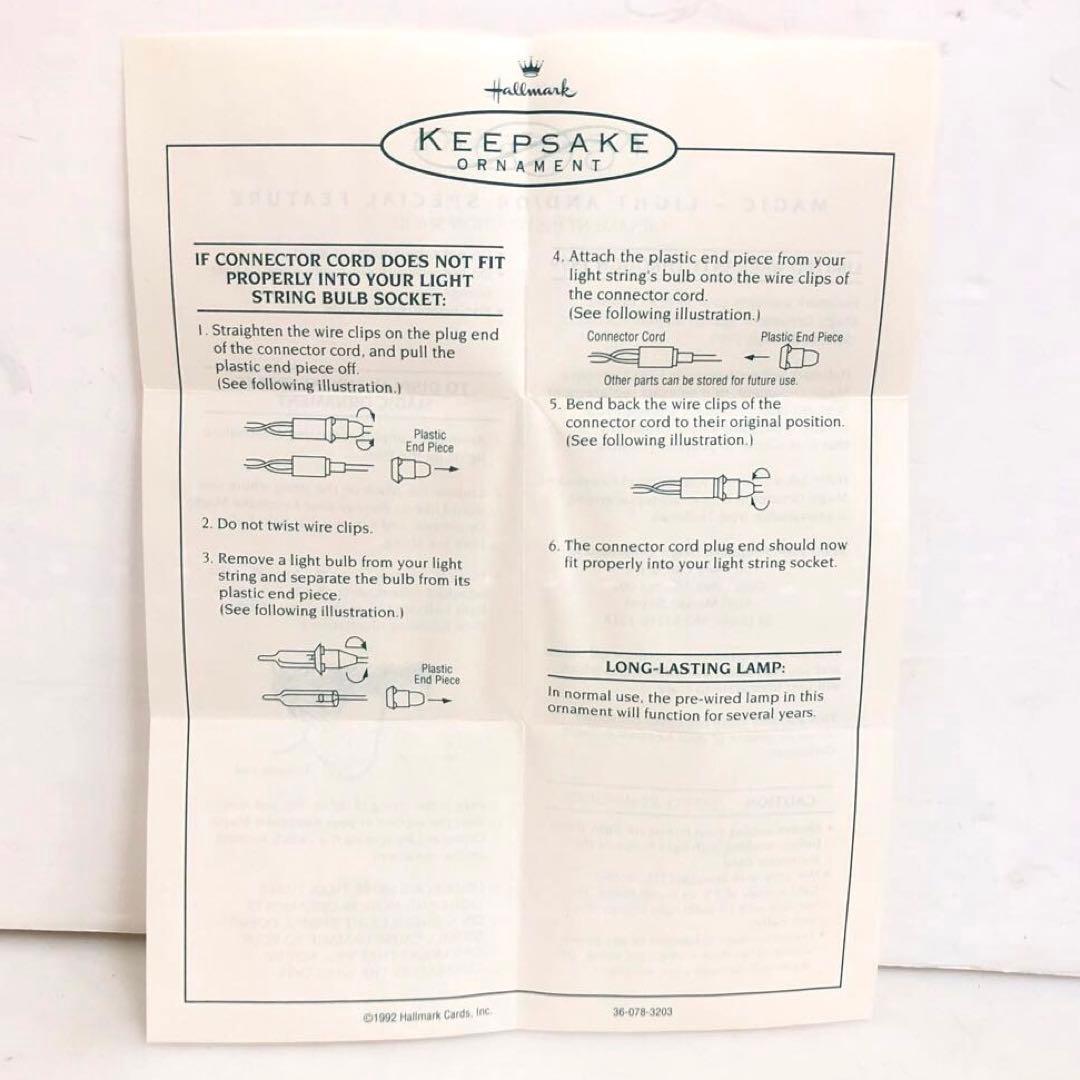 Hallmark
KEEPSAKE
ORNAMENT
IF CONNECTOR CORD DOES NOT FIT
PROPERLY INTO YOUR LIGHT
STRING BULB SOCKET:
1. Straighten the wire clips on the plug end
of the connector cord, and pull the
plastic end piece off.
(See following illustration.)
Plastic
End Piece
2. Do not twist wire clips.
3. Remove a light bulb from your light
string and separate the bulb from its
plastic end piece.
(See following illustration.)
Plastic
End Piece
4. Attach the plastic end piece from your
light string's bulb onto the wire clips of
the connector cord.
(See following illustration.)
Connector Cord Plastic End Piece
Other parts can be stored for future use.
5. Bend back the wire clips of the
connector cord to their original position.
(See following illustration.)
6. The connector cord plug end should now
fit properly into your light string socket.
LONG-LASTING LAMP:
In normal use, the pre-wired lamp in this
ornament will function for several years.
©1992 Hallmark Cards, Inc.
36-078-3203